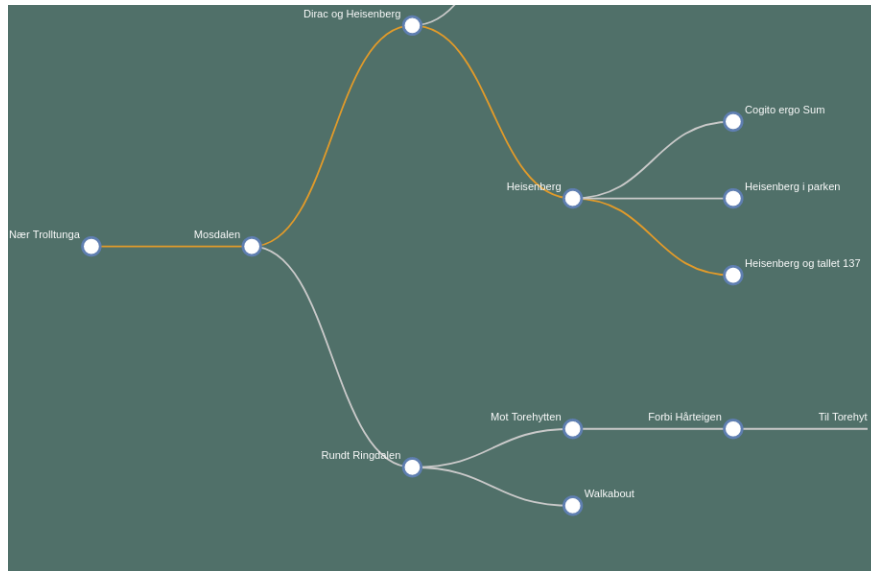 Dirac og Heisenberg
Cogito ergo Sum
Heisenberg
Heisenberg i parken
Nær Trolltunga
Mosdalen
Heisenberg og tallet 137
Mot Torehytten
Forbi Hårteigen
Til Torehyt
Rundt Ringdalen
Walkabout